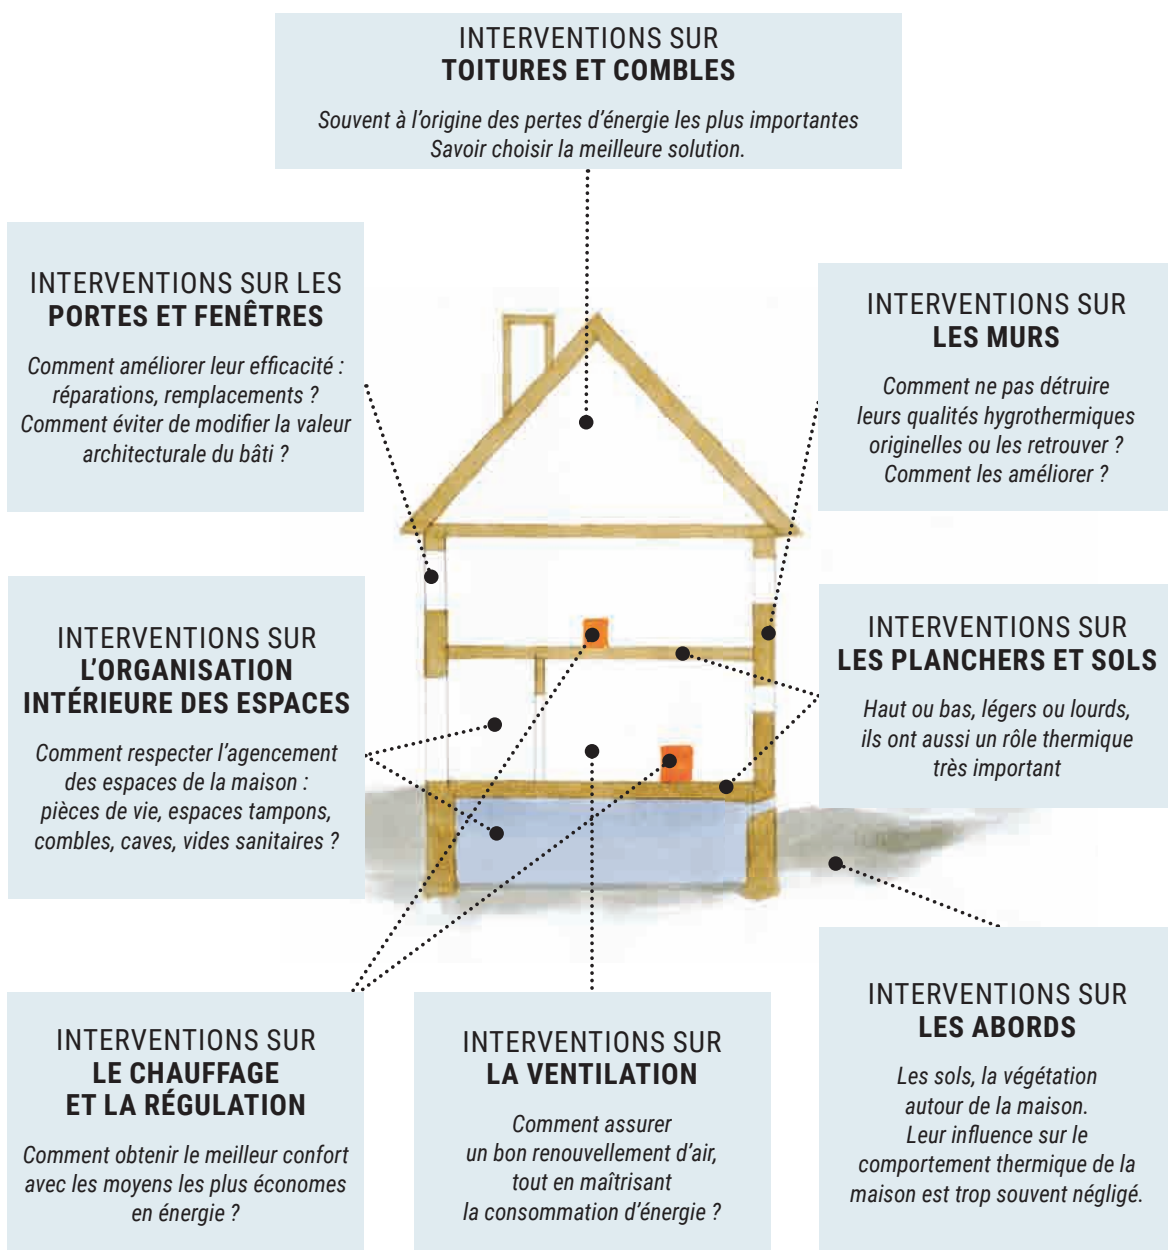 INTERVENTIONS SUR
TOITURES ET COMBLES
Souvent à l’origine des pertes d’énergie les plus importantes
Savoir choisir la meilleure solution.
INTERVENTIONS SUR LES
PORTES ET FENÊTRES
Comment améliorer leur efficacité :
réparations, remplacements ?
Comment éviter de modifier la valeur
architecturale du bâti ?
INTERVENTIONS SUR
LES MURS
Comment ne pas détruire
leurs qualités hygrothermiques
originelles ou les retrouver ?
Comment les améliorer ?
INTERVENTIONS SUR
L’ORGANISATION
INTÉRIEURE DES ESPACES
Comment respecter l’agencement
des espaces de la maison :
pièces de vie, espaces tampons,
combles, caves, vides sanitaires ?
INTERVENTIONS SUR
LES PLANCHERS ET SOLS
Haut ou bas, légers ou lourds,
ils ont aussi un rôle thermique
très important
INTERVENTIONS SUR
LE CHAUFFAGE
ET LA RÉGULATION
Comment obtenir le meilleur confort
avec les moyens les plus économes
en énergie ?
INTERVENTIONS SUR
LA VENTILATION
Comment assurer
un bon renouvellement d’air,
tout en maîtrisant
la consommation d’énergie ?
INTERVENTIONS SUR
LES ABORDS
Les sols, la végétation
autour de la maison.
Leur influence sur le
comportement thermique de la
maison est trop souvent négligé.